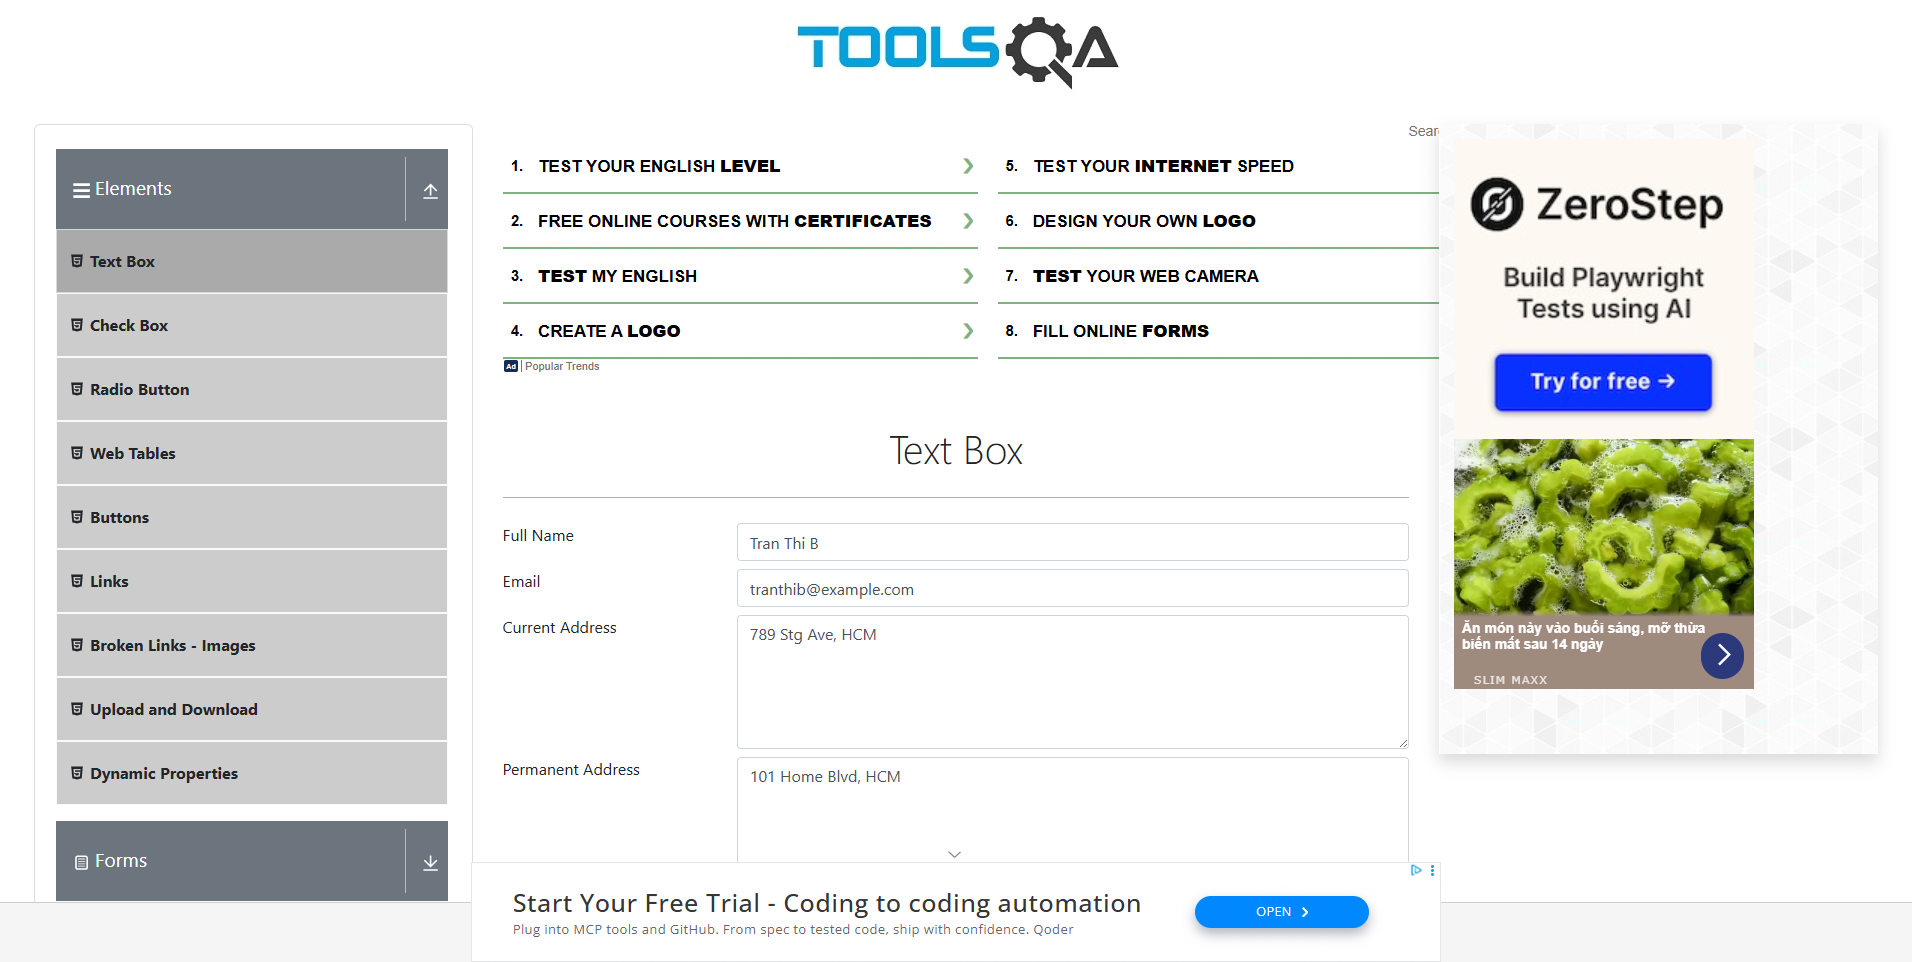 TOOLSQA
Elements
Text Box
Check Box
Radio Button
Web Tables
Buttons
Links
Broken Links - Images
Upload and Download
Dynamic Properties
Forms
1. TEST YOUR ENGLISH LEVEL
2. FREE ONLINE COURSES WITH CERTIFICATES
3. TEST MY ENGLISH
4. CREATE A LOGO
Ad | Popular Trends
Sear
5. TEST YOUR INTERNET SPEED
6. DESIGN YOUR OWN LOGO
7. TEST YOUR WEB CAMERA
8. FILL ONLINE FORMS
Text Box
Full Name
Tran Thi B
Email
tranthib@example.com
Current Address
789 Stg Ave, HCM
Permanent Address
101 Home Blvd, HCM
ZeroStep
Build Playwright
Tests using AI
Try for free →
Ăn món này vào buổi sáng, mỡ thừa
biến mất sau 14 ngày
SLIM MAXX
Start Your Free Trial - Coding to coding automation
Plug into MCP tools and GitHub. From spec to tested code, ship with confidence. Qoder
OPEN